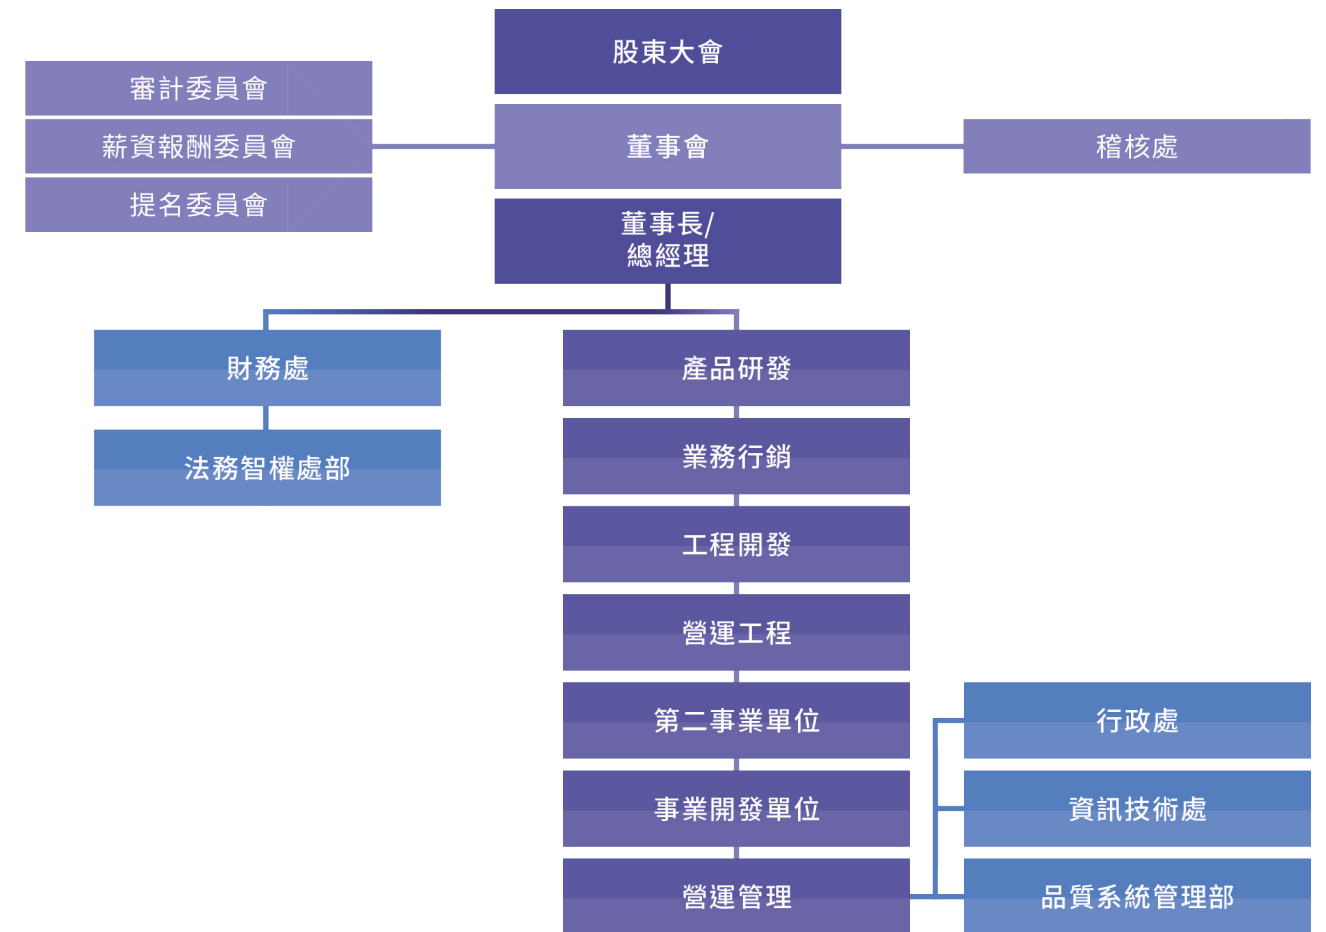 股東大會
審計委員會
薪資報酬委員會
提名委員會
董事會
稽核處
董事長/
總經理
財務處
法務智權處部
產品研發
業務行銷
工程開發
營運工程
第二事業單位
事業開發單位
營運管理
行政處
資訊技術處
品質系統管理部